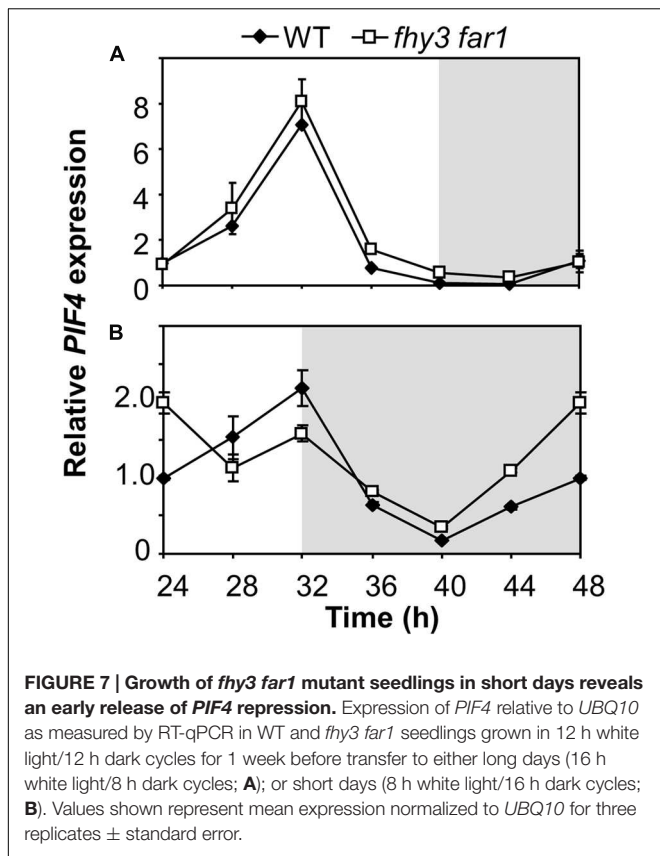 WT fhy3 far1
A
8
6
4
2
0
Relative PIF4 expression
B
2.0
1.0
0
24 28 32 36 40 44 48
Time (h)
FIGURE 7 | Growth of fhy3 far1 mutant seedlings in short days reveals
an early release of PIF4 repression. Expression of PIF4 relative to UBQ10
as measured by RT-qPCR in WT and fhy3 far1 seedlings grown in 12 h white
light/12 h dark cycles for 1 week before transfer to either long days (16 h
white light/8 h dark cycles; A); or short days (8 h white light/16 h dark cycles;
B). Values shown represent mean expression normalized to UBQ10 for three
replicates ± standard error.